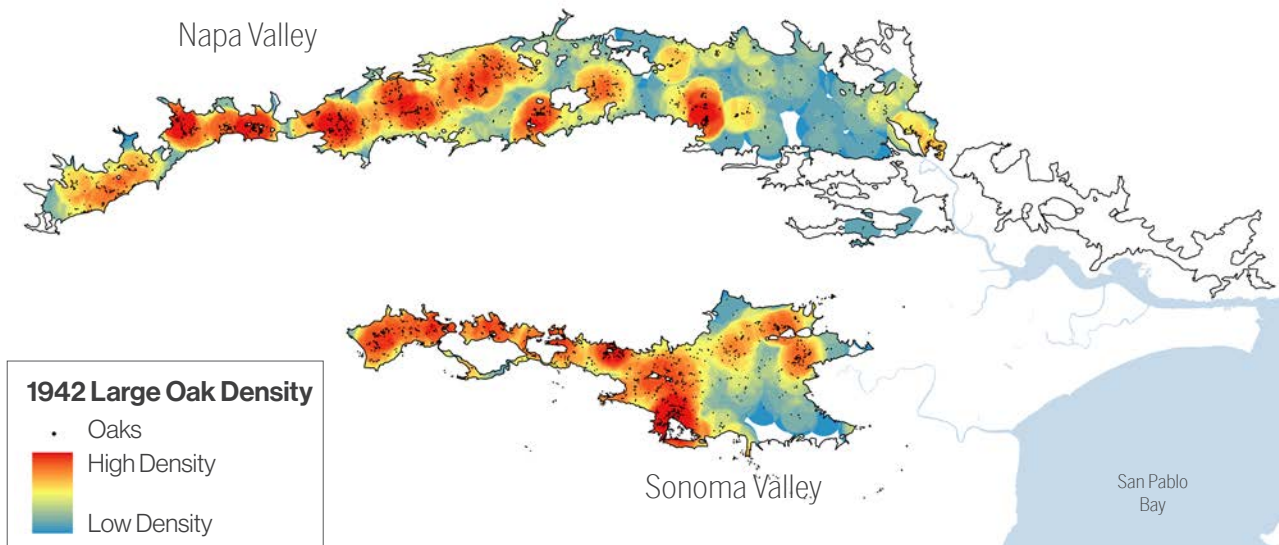 Napa Valley
1942 Large Oak Density
Oaks
High Density
Low Density
Sonoma Valley
San Pablo
Bay